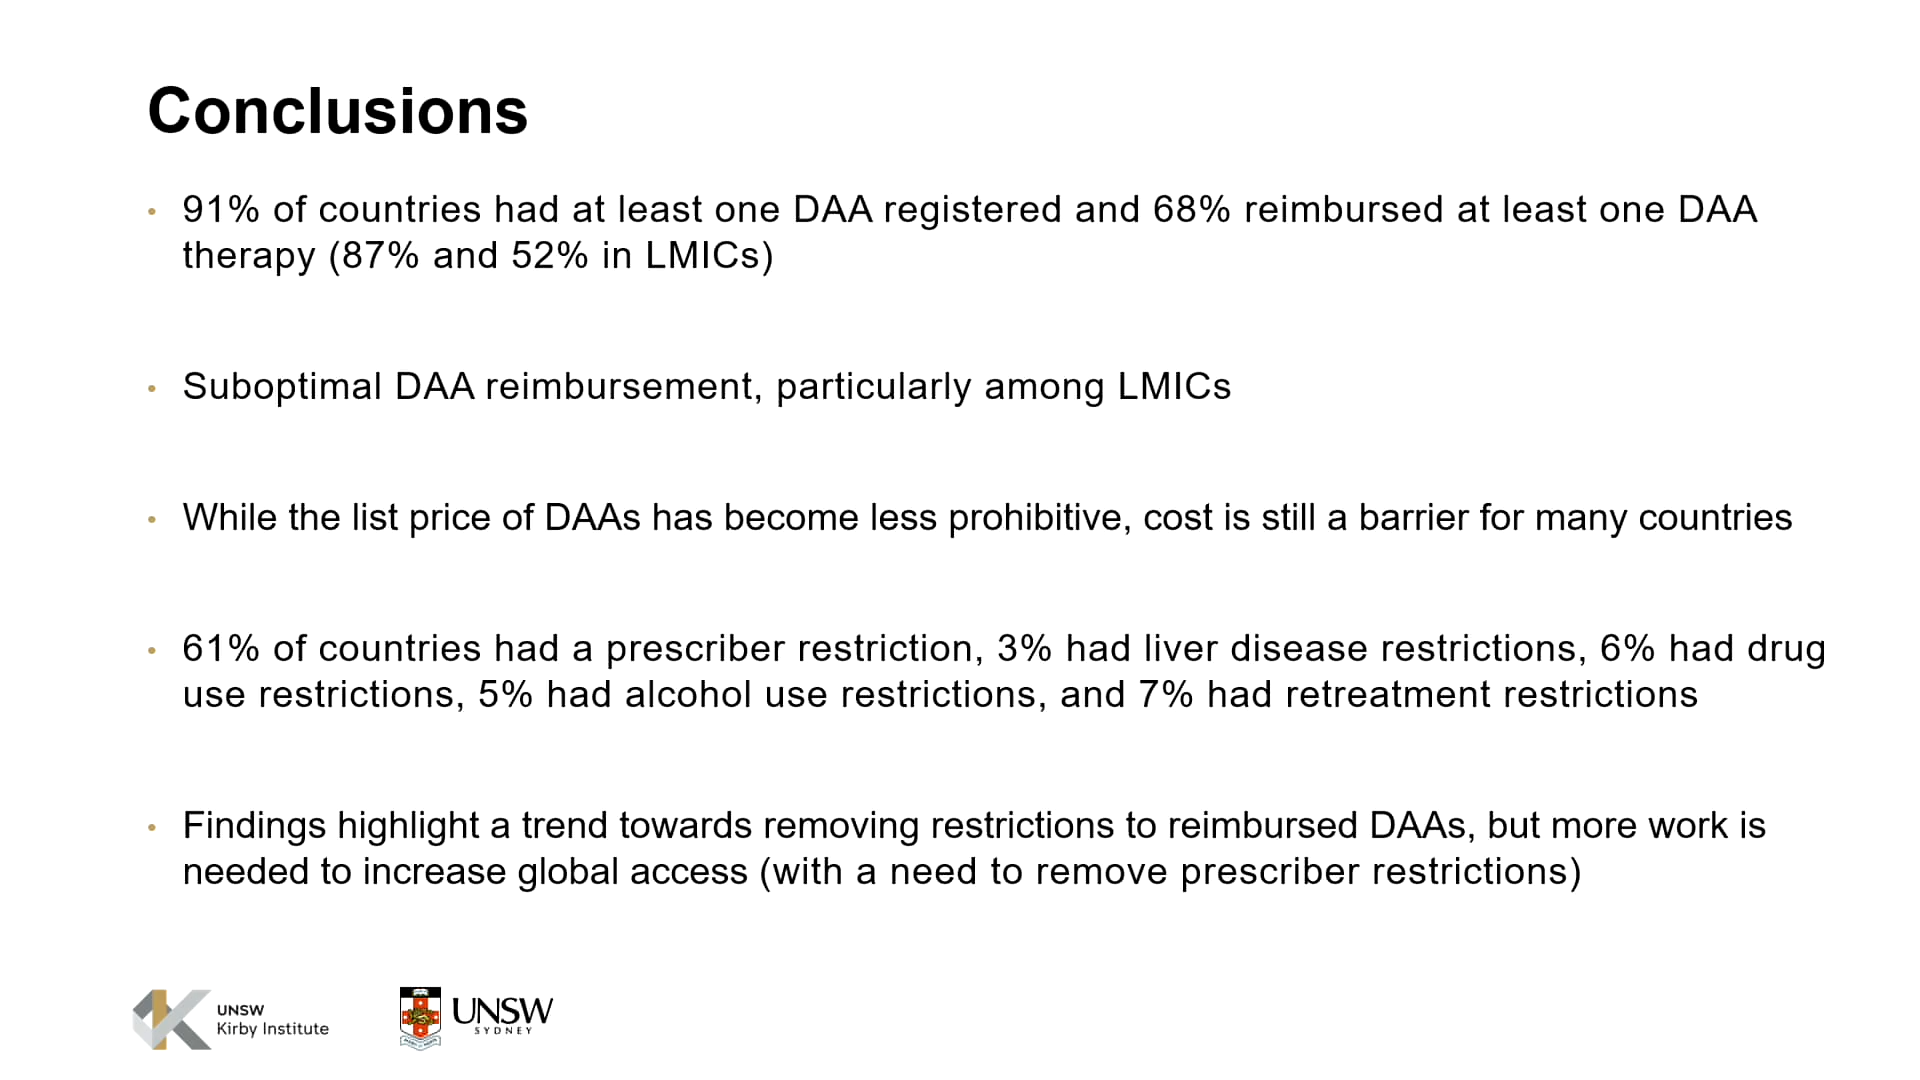 Conclusions
• 91% of countries had at least one DAA registered and 68% reimbursed at least one DAA
therapy (87% and 52% in LMICs)
• Suboptimal DAA reimbursement, particularly among LMICs
• While the list price of DAAs has become less prohibitive, cost is still a barrier for many countries
• 61% of countries had a prescriber restriction, 3% had liver disease restrictions, 6% had drug
use restrictions, 5% had alcohol use restrictions, and 7% had retreatment restrictions
• Findings highlight a trend towards removing restrictions to reimbursed DAAs, but more work is
needed to increase global access (with a need to remove prescriber restrictions)
UNSW
Kirby Institute
UNSW
SYDNEY